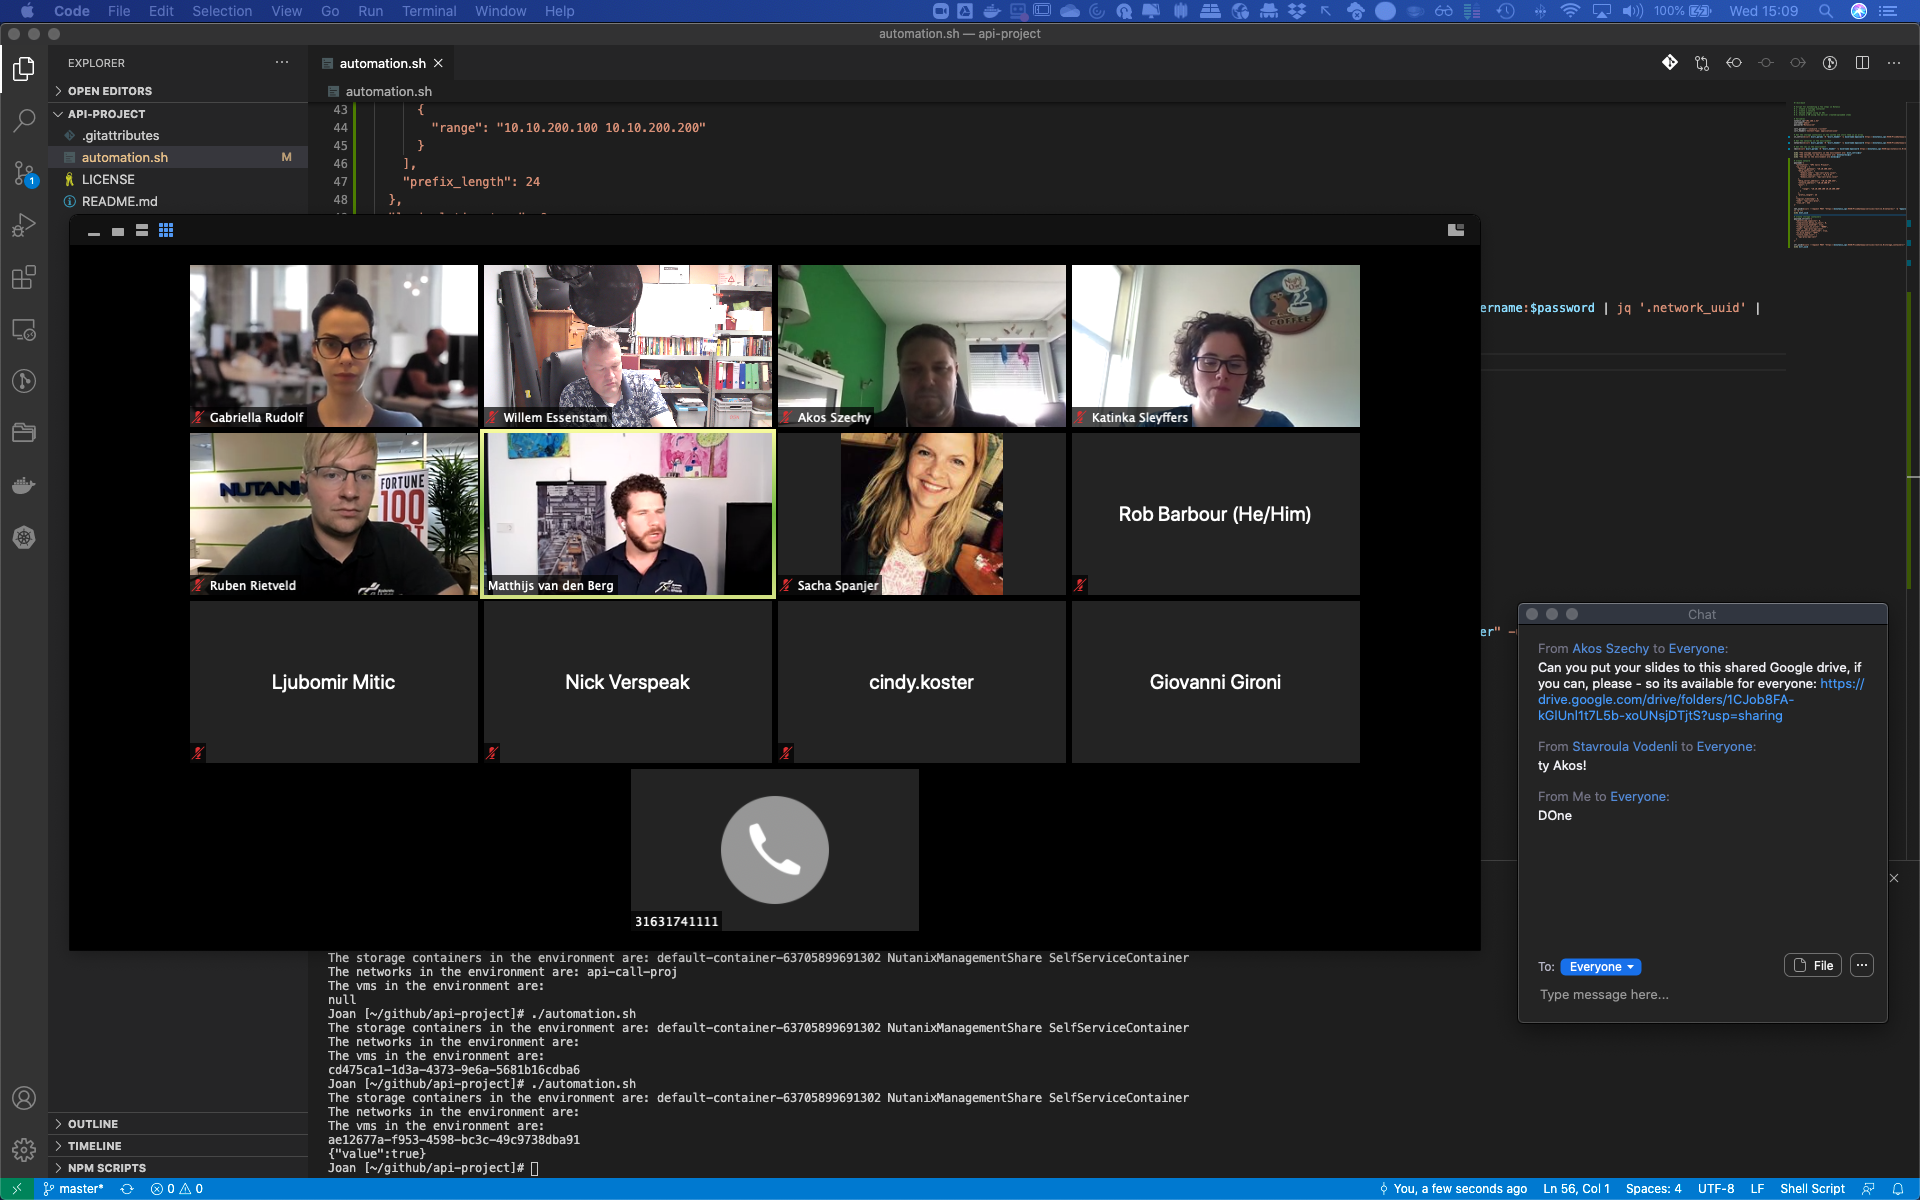 Code File Edit Selection View Go Run Terminal Window Help
100% Wed 15:09
automation.sh — api-project
EXPLORER
automation.sh
OPEN EDITORS
API-PROJECT
.gitattributes
automation.sh M
LICENSE
README.md
automation.sh
43 {
44 "range": "10.10.200.100 10.10.200.200"
45 }
46 ],
47 "prefix_length": 24
48 },
ername:$password | jq '.network_uuid' |
er" -
Gabriella Rudolf
Willem Essenstam
Akos Szechy
COFFEE
Katinka Sleyffers
NUTANI
FORTUNE
100
Ruben Rietveld
Matthijs van den Berg
Sacha Spanjer
Rob Barbour (He/Him)
Ljubomir Mitic
Nick Verspeak
cindy.koster
Giovanni Gironi
31631741111
Chat
From Akos Szechy to Everyone:
Can you put your slides to this shared Google drive, if
you can, please - so its available for everyone: https://
drive.google.com/drive/folders/1CJob8FA-
kGlUnl1t7L5b-xoUNsjDTjtS?usp=sharing
From Stavroula Vodenli to Everyone:
ty Akos!
From Me to Everyone:
DOne
To: Everyone
File
Type message here...
The storage containers in the environment are: default-container-63705899691302 NutanixManagementShare SelfServiceContainer
The networks in the environment are: api-call-proj
The vms in the environment are:
null
Joan [~/github/api-project]# ./automation.sh
The storage containers in the environment are: default-container-63705899691302 NutanixManagementShare SelfServiceContainer
The networks in the environment are:
The vms in the environment are:
cd475ca1-1d3a-4373-9e6a-5681b16cdba6
Joan [~/github/api-project]# ./automation.sh
The storage containers in the environment are: default-container-63705899691302 NutanixManagementShare SelfServiceContainer
The networks in the environment are:
The vms in the environment are:
ae12677a-f953-4598-bc3c-49c9738dba91
{"value":true}
Joan [~/github/api-project]#
OUTLINE
TIMELINE
NPM SCRIPTS
1
master* 0 0
You, a few seconds ago Ln 56, Col 1 Spaces: 4 UTF-8 LF Shell Script